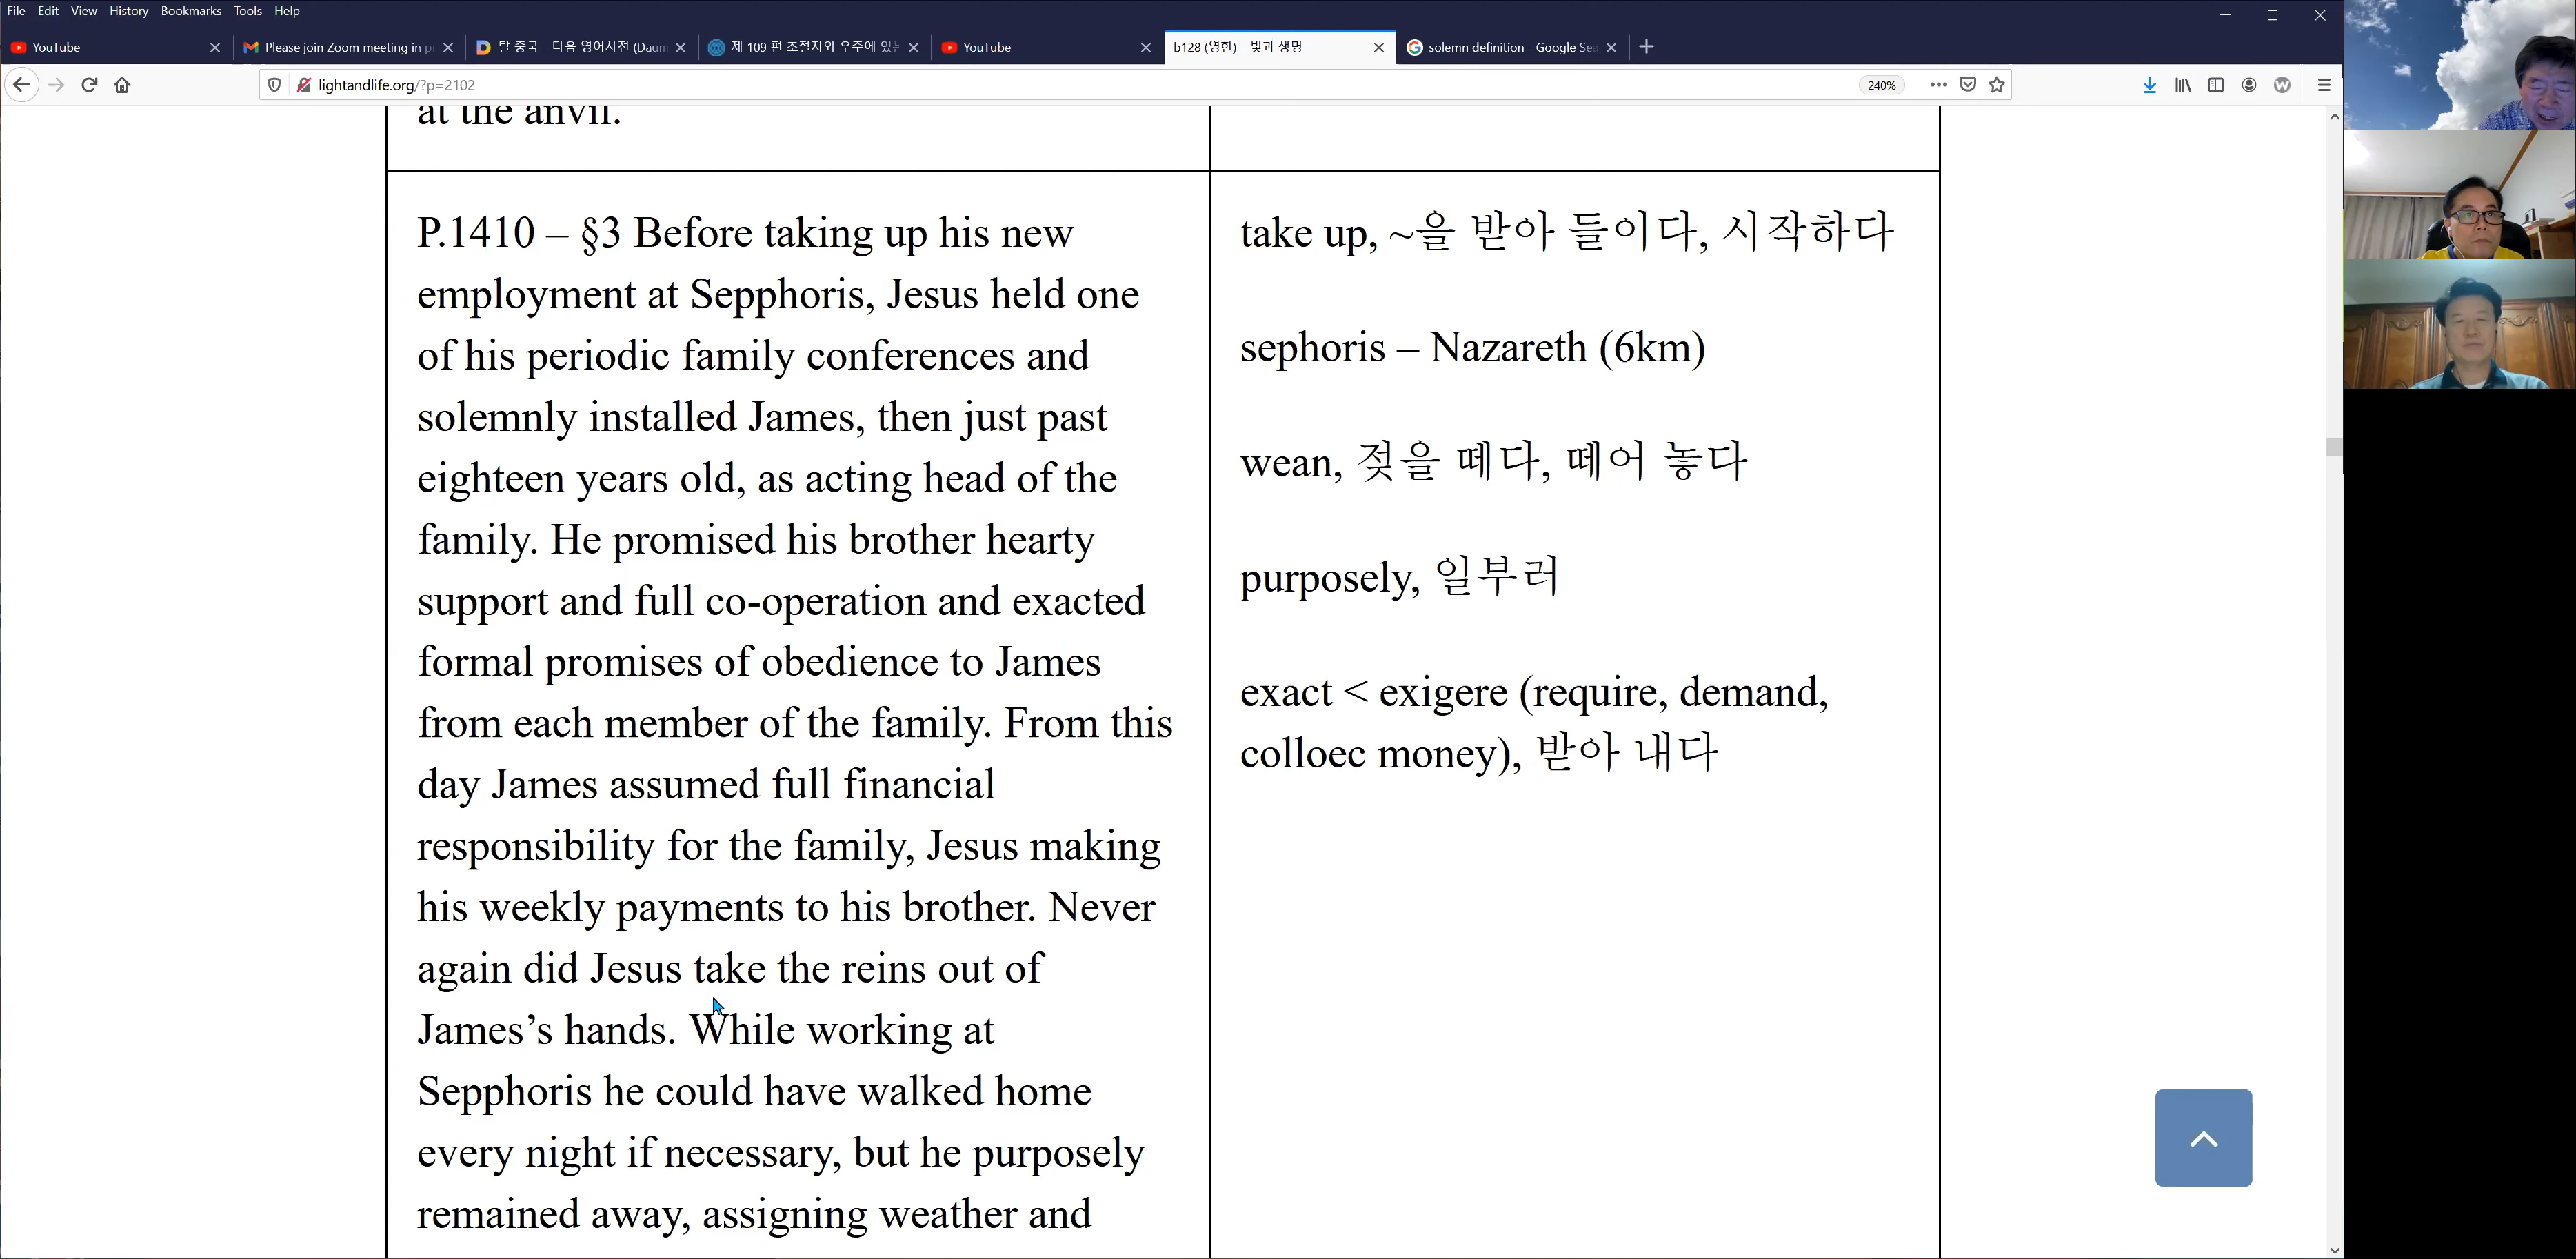 File Edit View History Bookmarks Tools Help
YouTube
Please join Zoom meeting in p
탈 중국 – 다음 영어사전 (Daum
제 109 편 조절자와 우주에 있는
YouTube
b128 (영한) – 빛과 생명
solemn definition - Google Sea
lightandlife.org/?p=2102
240%
at the anvil.
P.1410 – §3 Before taking up his new
employment at Sepphoris, Jesus held one
of his periodic family conferences and
solemnly installed James, then just past
eighteen years old, as acting head of the
family. He promised his brother hearty
support and full co-operation and exacted
formal promises of obedience to James
from each member of the family. From this
day James assumed full financial
responsibility for the family, Jesus making
his weekly payments to his brother. Never
again did Jesus take the reins out of
James’s hands. While working at
Sepphoris he could have walked home
every night if necessary, but he purposely
remained away, assigning weather and
take up, ~을 받아 들이다, 시작하다
sephoris – Nazareth (6km)
wean, 젖을 떼다, 떼어 놓다
purposely, 일부러
exact < exigere (require, demand,
colloec money), 받아 내다